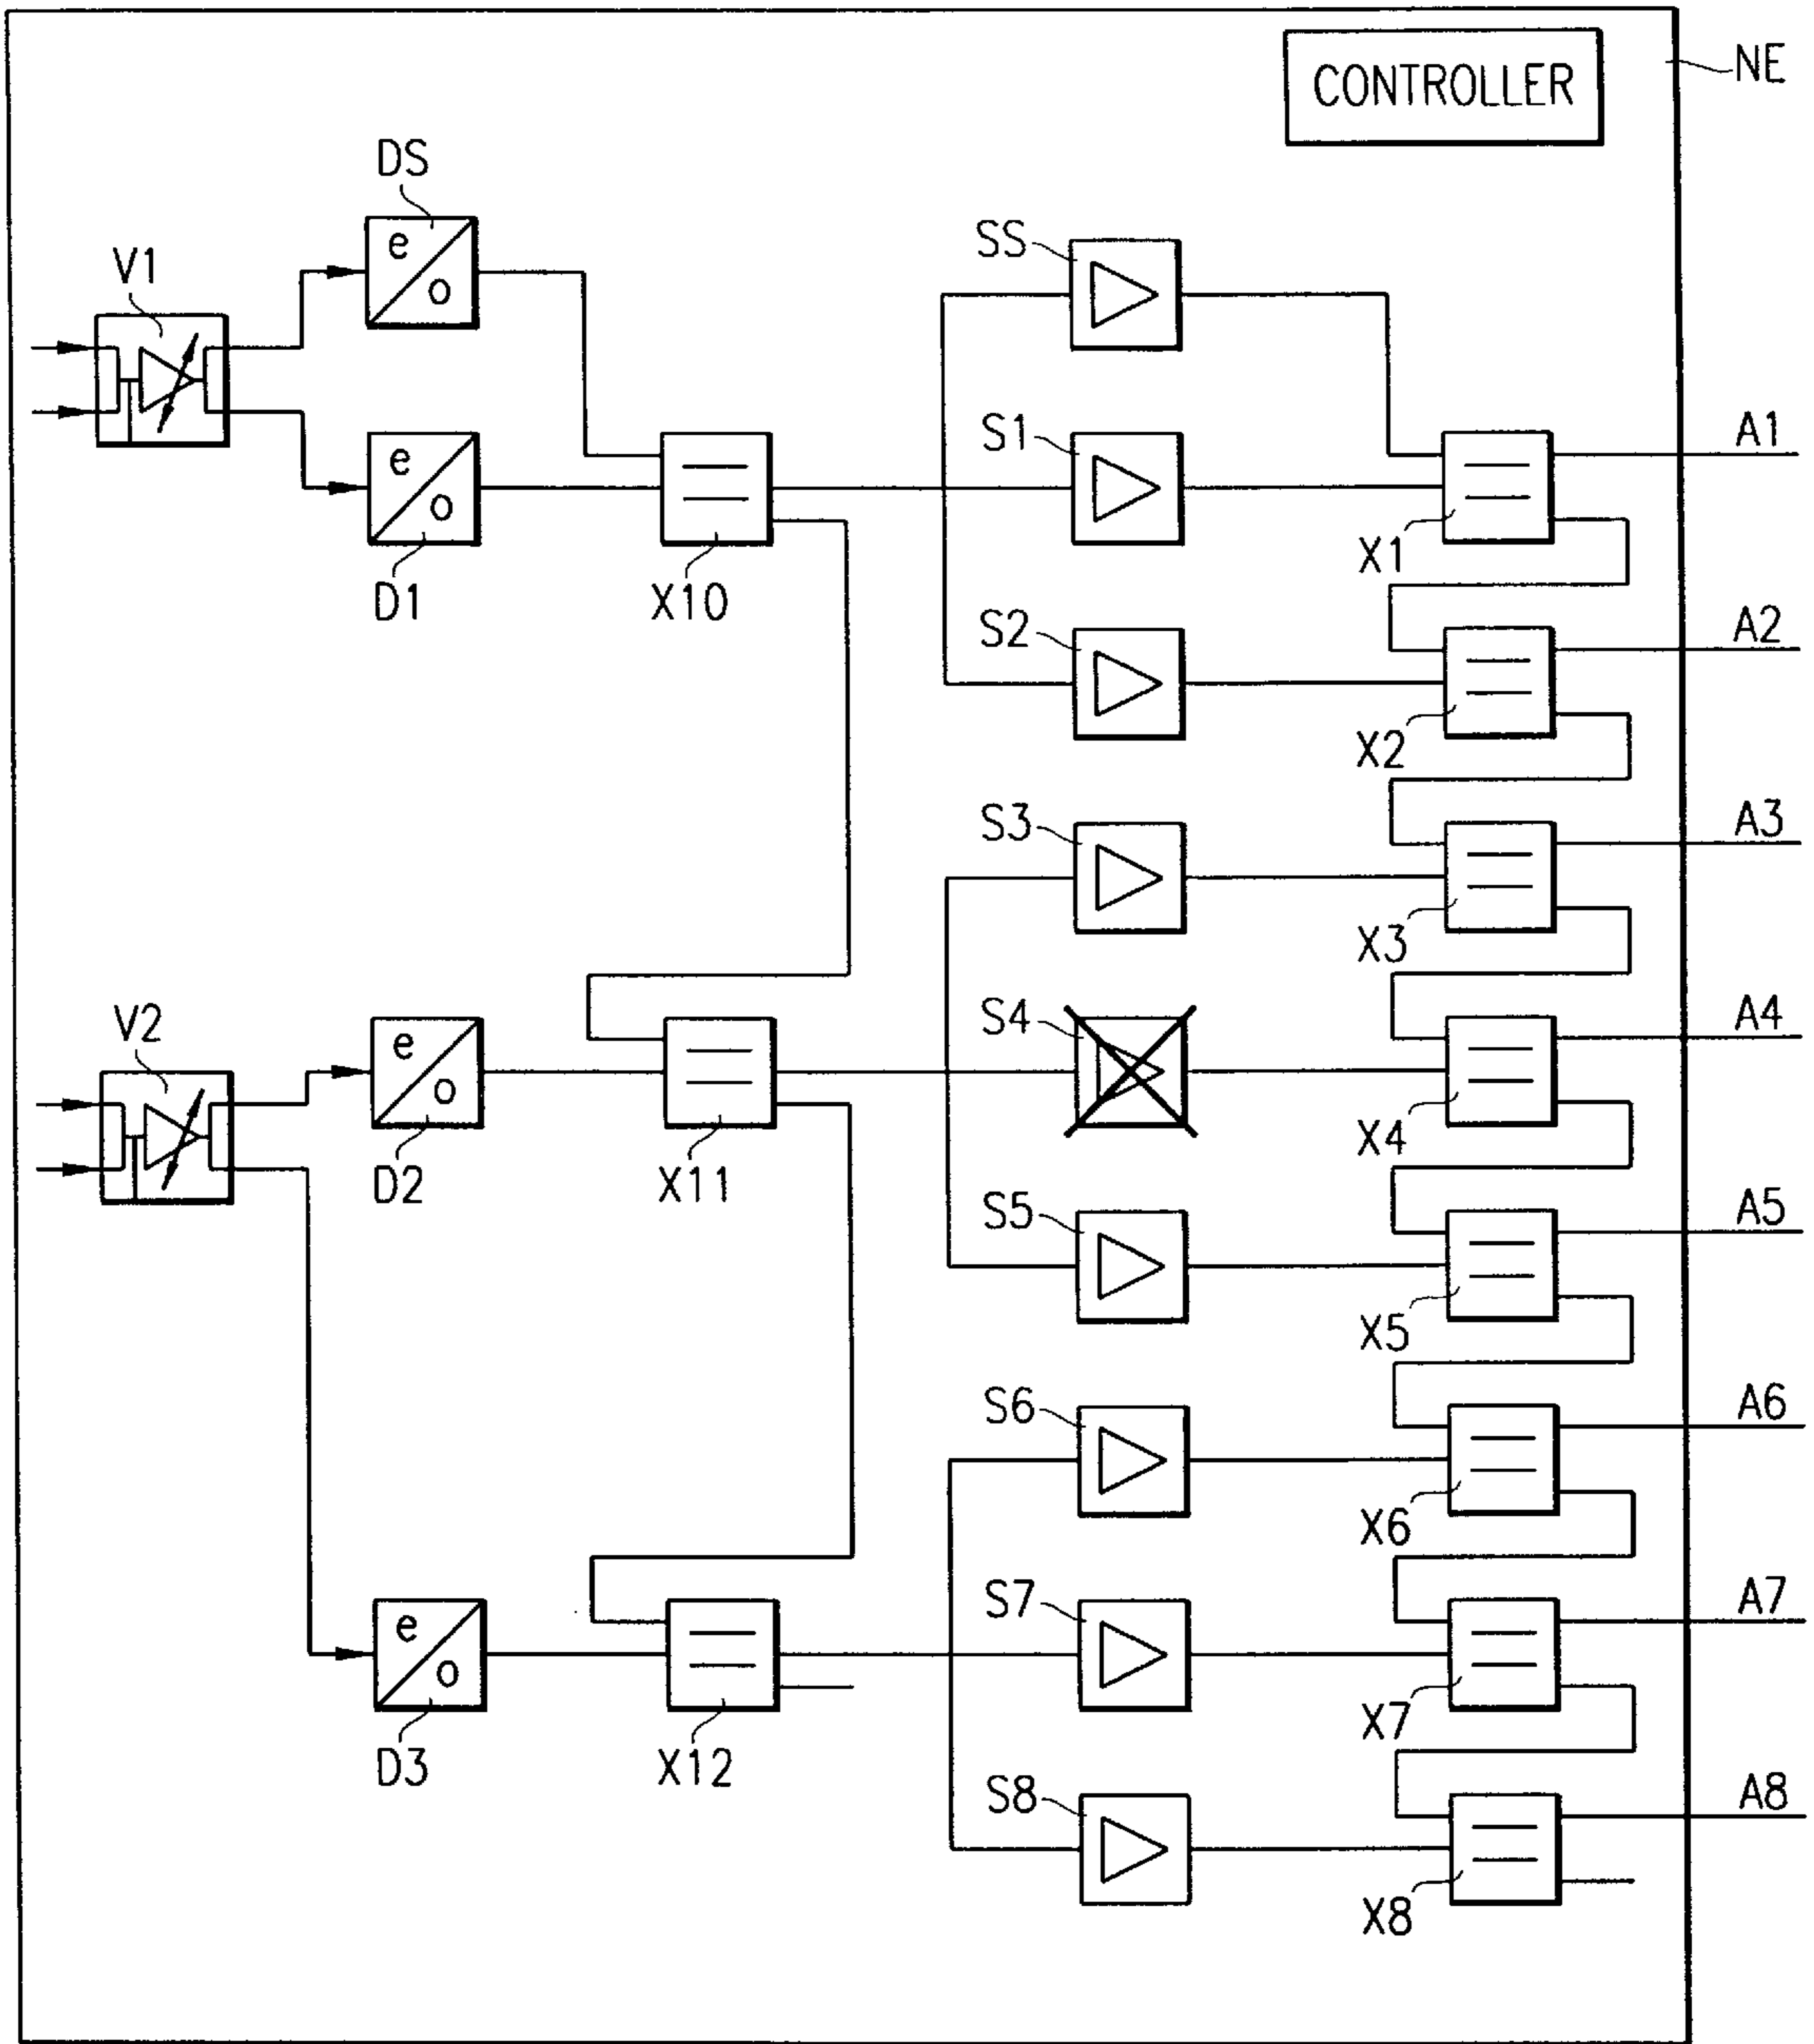 CONTROLLER
NE
DS
e
o
V1
SS
S1
A1
e
o
D1
X10
X1
S2
A2
X2
S3
A3
X3
V2
e
o
D2
X11
S4
A4
X4
S5
A5
X5
S6
A6
X6
e
o
D3
X12
S7
A7
X7
S8
A8
X8